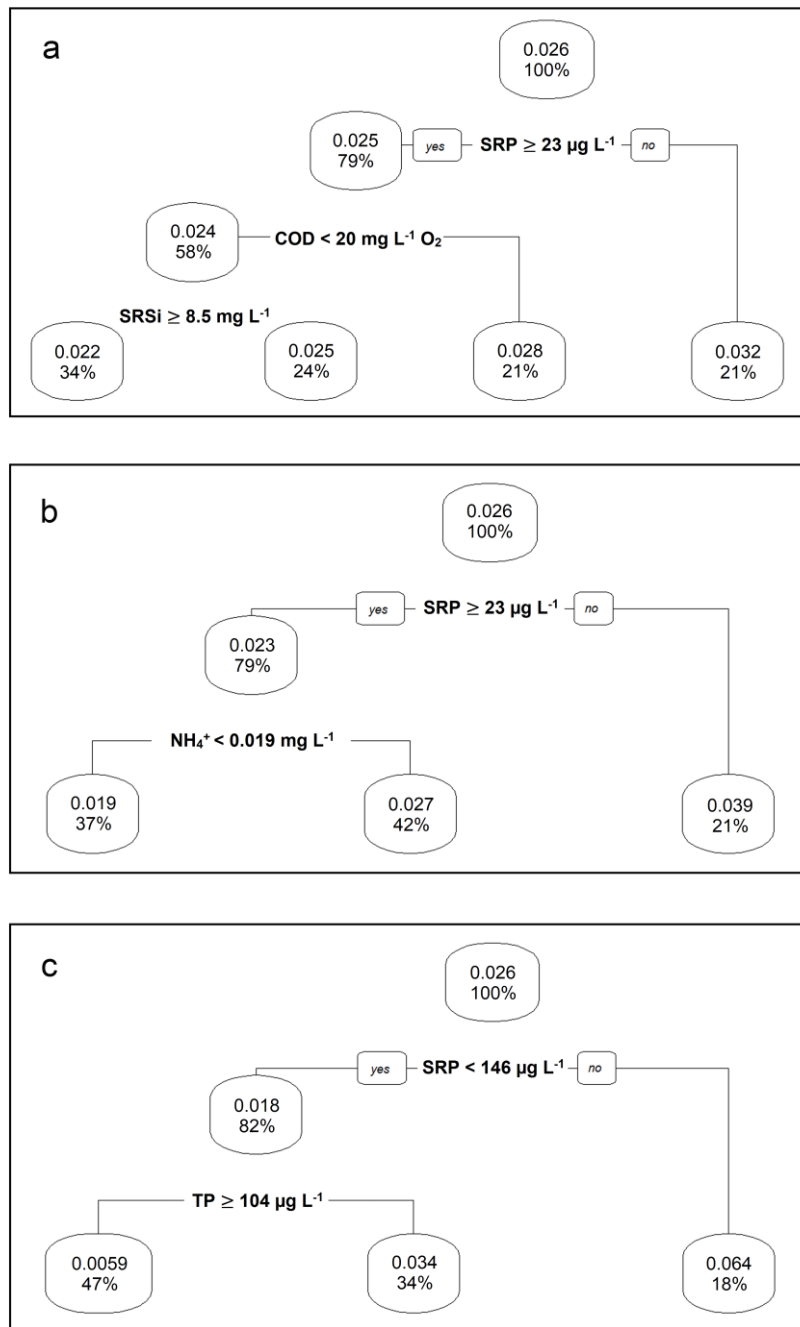 a
0.026
100%
0.025
79%
yes
SRP ≥ 23 µg L⁻¹
no
0.024
58%
COD < 20 mg L⁻¹ O₂
SRSi ≥ 8.5 mg L⁻¹
0.022
34%
0.025
24%
0.028
21%
0.032
21%
b
0.026
100%
yes
SRP ≥ 23 µg L⁻¹
no
0.023
79%
NH₄⁺ < 0.019 mg L⁻¹
0.019
37%
0.027
42%
0.039
21%
c
0.026
100%
yes
SRP < 146 µg L⁻¹
no
0.018
82%
TP ≥ 104 µg L⁻¹
0.0059
47%
0.034
34%
0.064
18%